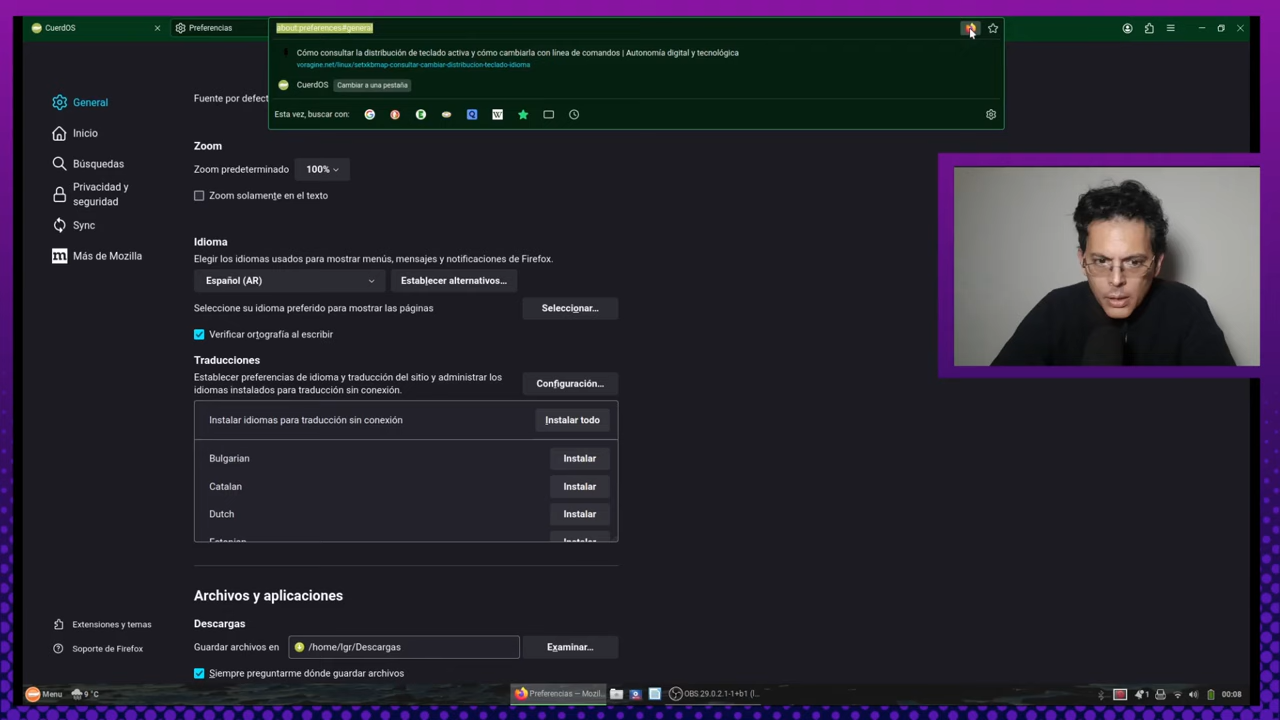 CuerdOS
Preferencias
about:preferences#general
Cómo consultar la distribución de teclado activa y cómo cambiarla con línea de comandos | Autonomía digital y tecnológica
voragine.net/linux/setxkbmap-consultar-cambiar-distribucion-teclado-idioma
CuerdOS Cambiar a una pestaña
Esta vez, buscar con:
General
Inicio
Búsquedas
Privacidad y
seguridad
Sync
Más de Mozilla
Extensiones y temas
Soporte de Firefox
Fuente por defect
Zoom
Zoom predeterminado 100%
Zoom solamente en el texto
Idioma
Elegir los idiomas usados para mostrar menús, mensajes y notificaciones de Firefox.
Español (AR) Establecer alternativos...
Seleccione su idioma preferido para mostrar las páginas Seleccionar...
Verificar ortografía al escribir
Traducciones
Establecer preferencias de idioma y traducción del sitio y administrar los
idiomas instalados para traducción sin conexión. Configuración...
Instalar idiomas para traducción sin conexión Instalar todo
Bulgarian Instalar
Catalan Instalar
Dutch Instalar
Estonian Instalar
Archivos y aplicaciones
Descargas
Guardar archivos en /home/lgr/Descargas Examinar...
Siempre preguntarme dónde guardar archivos
Menu 9 °C Preferencias — Mozil... OBS 29.0.2.1-1+b1 (l... 1 00:08